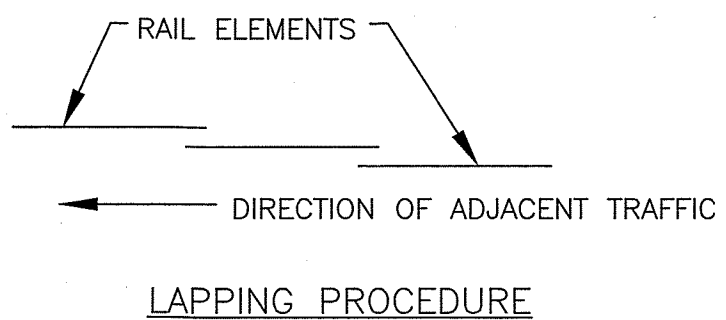 RAIL ELEMENTS
DIRECTION OF ADJACENT TRAFFIC
LAPPING PROCEDURE